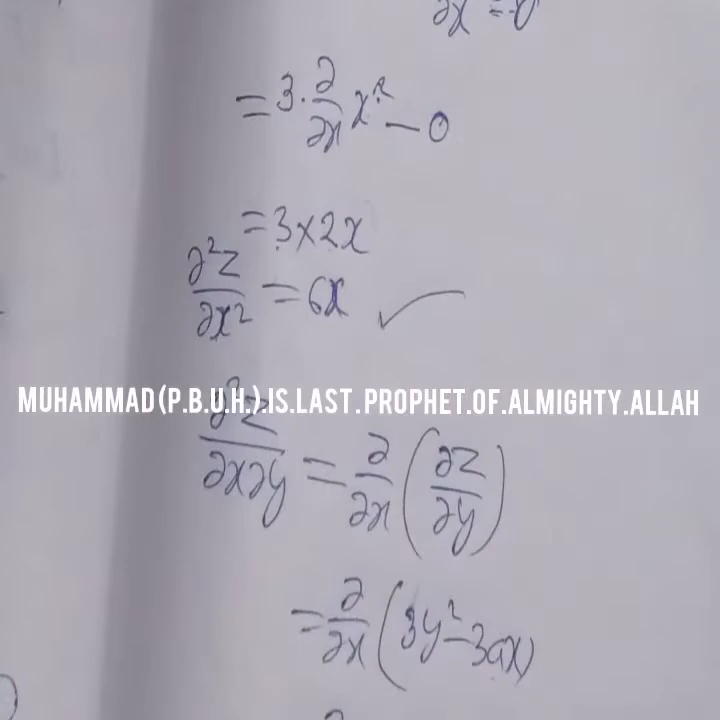 ∂x = 0
= 3·∂/∂x x² – 0
= 3×2x
∂²z/∂x² = 6x ✓
MUHAMMAD(P.B.U.H.).IS.LAST.PROPHET.OF.ALMIGHTY.ALLAH
∂²z/∂x∂y = ∂/∂x (∂z/∂y)
= ∂/∂x (3y² – 3ax)